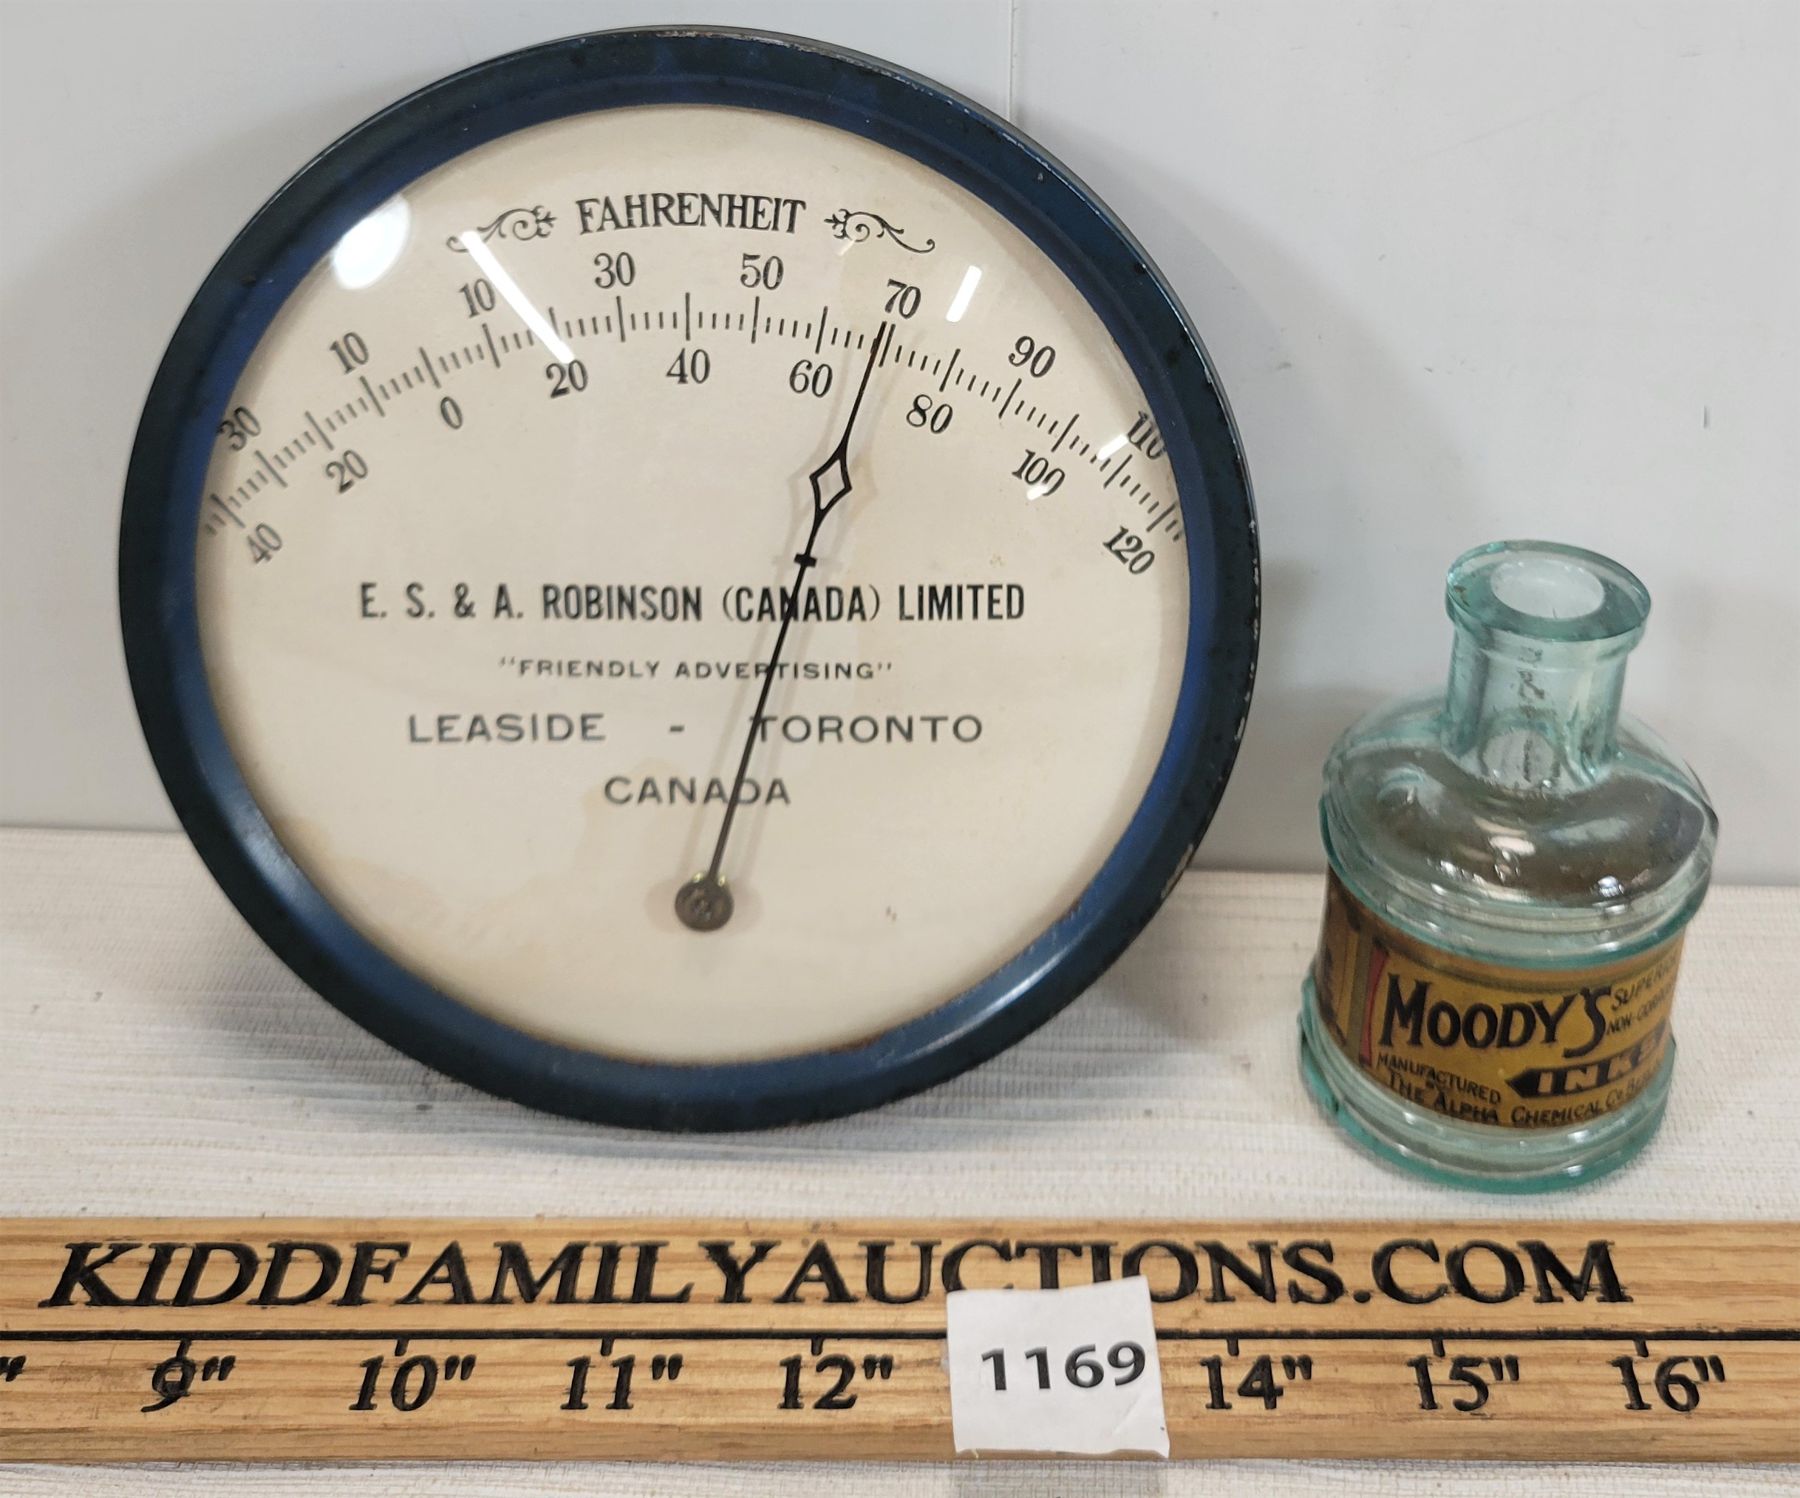 FAHRENHEIT
30 10 10 30 50 70 90 110
40 20 0 20 40 60 80 100 120
E. S. & A. ROBINSON (CANADA) LIMITED
"FRIENDLY ADVERTISING"
LEASIDE - TORONTO
CANADA
MOODY'S
INKS
MANUFACTURED
THE ALPHA CHEMICAL Co
KIDDFAMILYAUCTIONS.COM
9" 10" 11" 12" 14" 15" 16"
1169